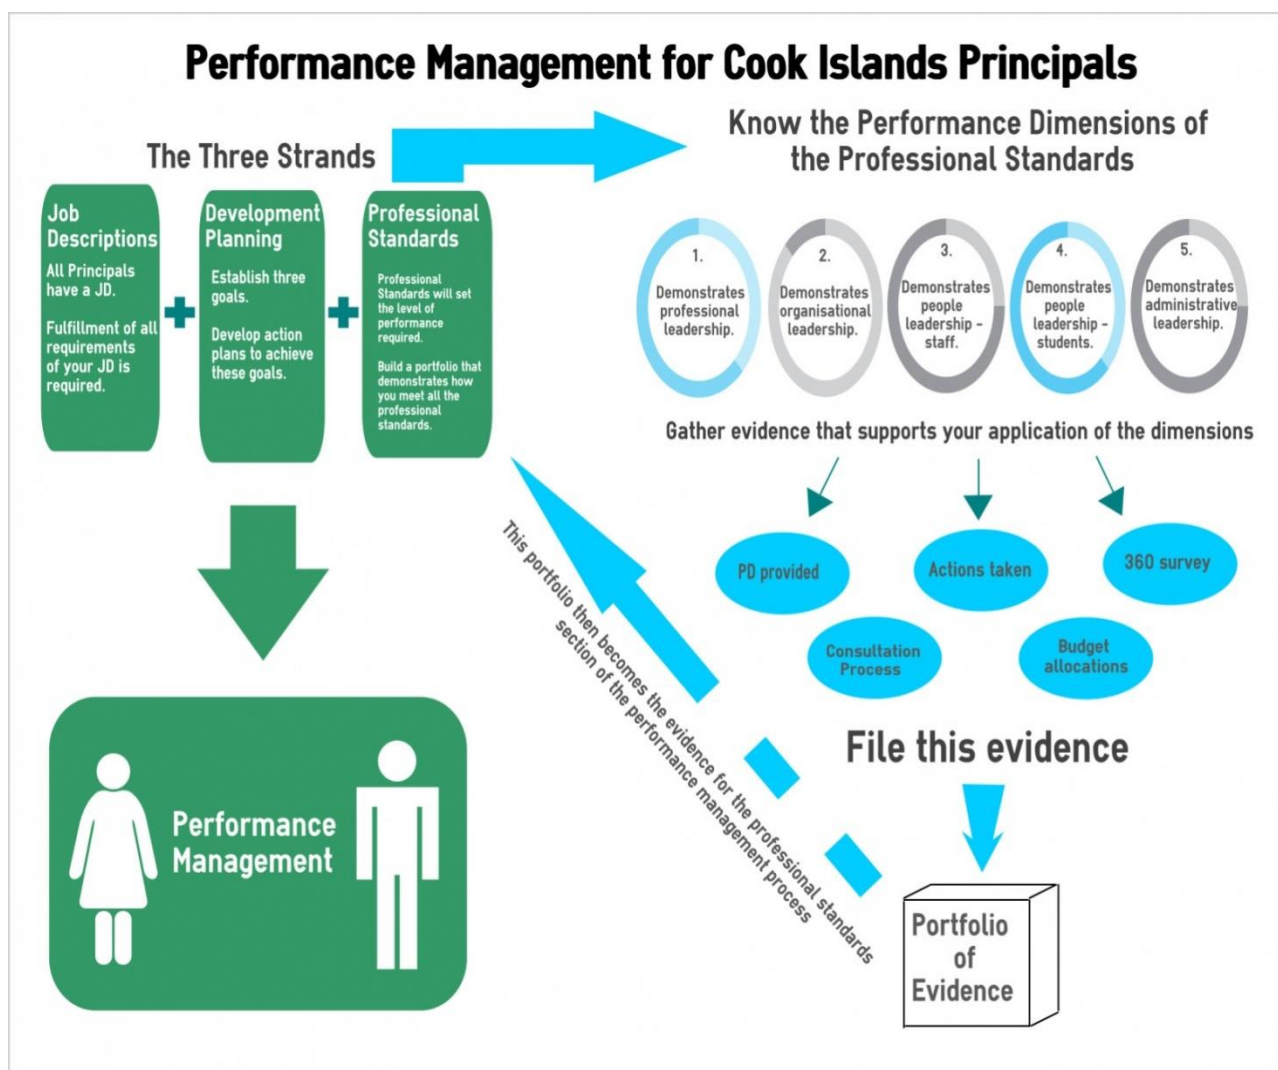 Performance Management for Cook Islands Principals
The Three Strands
Job
Descriptions
All Principals
have a JD.
Fulfillment of all
requirements
of your JD is
required.
Development
Planning
Establish three
goals.
Develop action
plans to achieve
these goals.
Professional
Standards
Professional
Standards will set
the level of
performance
required.
Build a portfolio that
demonstrates how
you meet all the
professional
standards.
Know the Performance Dimensions of
the Professional Standards
1.
Demonstrates
professional
leadership.
2.
Demonstrates
organisational
leadership.
3.
Demonstrates
people
leadership -
staff.
4.
Demonstrates
people
leadership -
students.
5.
Demonstrates
administrative
leadership.
Gather evidence that supports your application of the dimensions
PD provided
Actions taken
360 survey
Consultation
Process
Budget
allocations
File this evidence
Portfolio
of
Evidence
This portfolio then becomes the evidence for the professional standards
section of the performance management process
Performance
Management